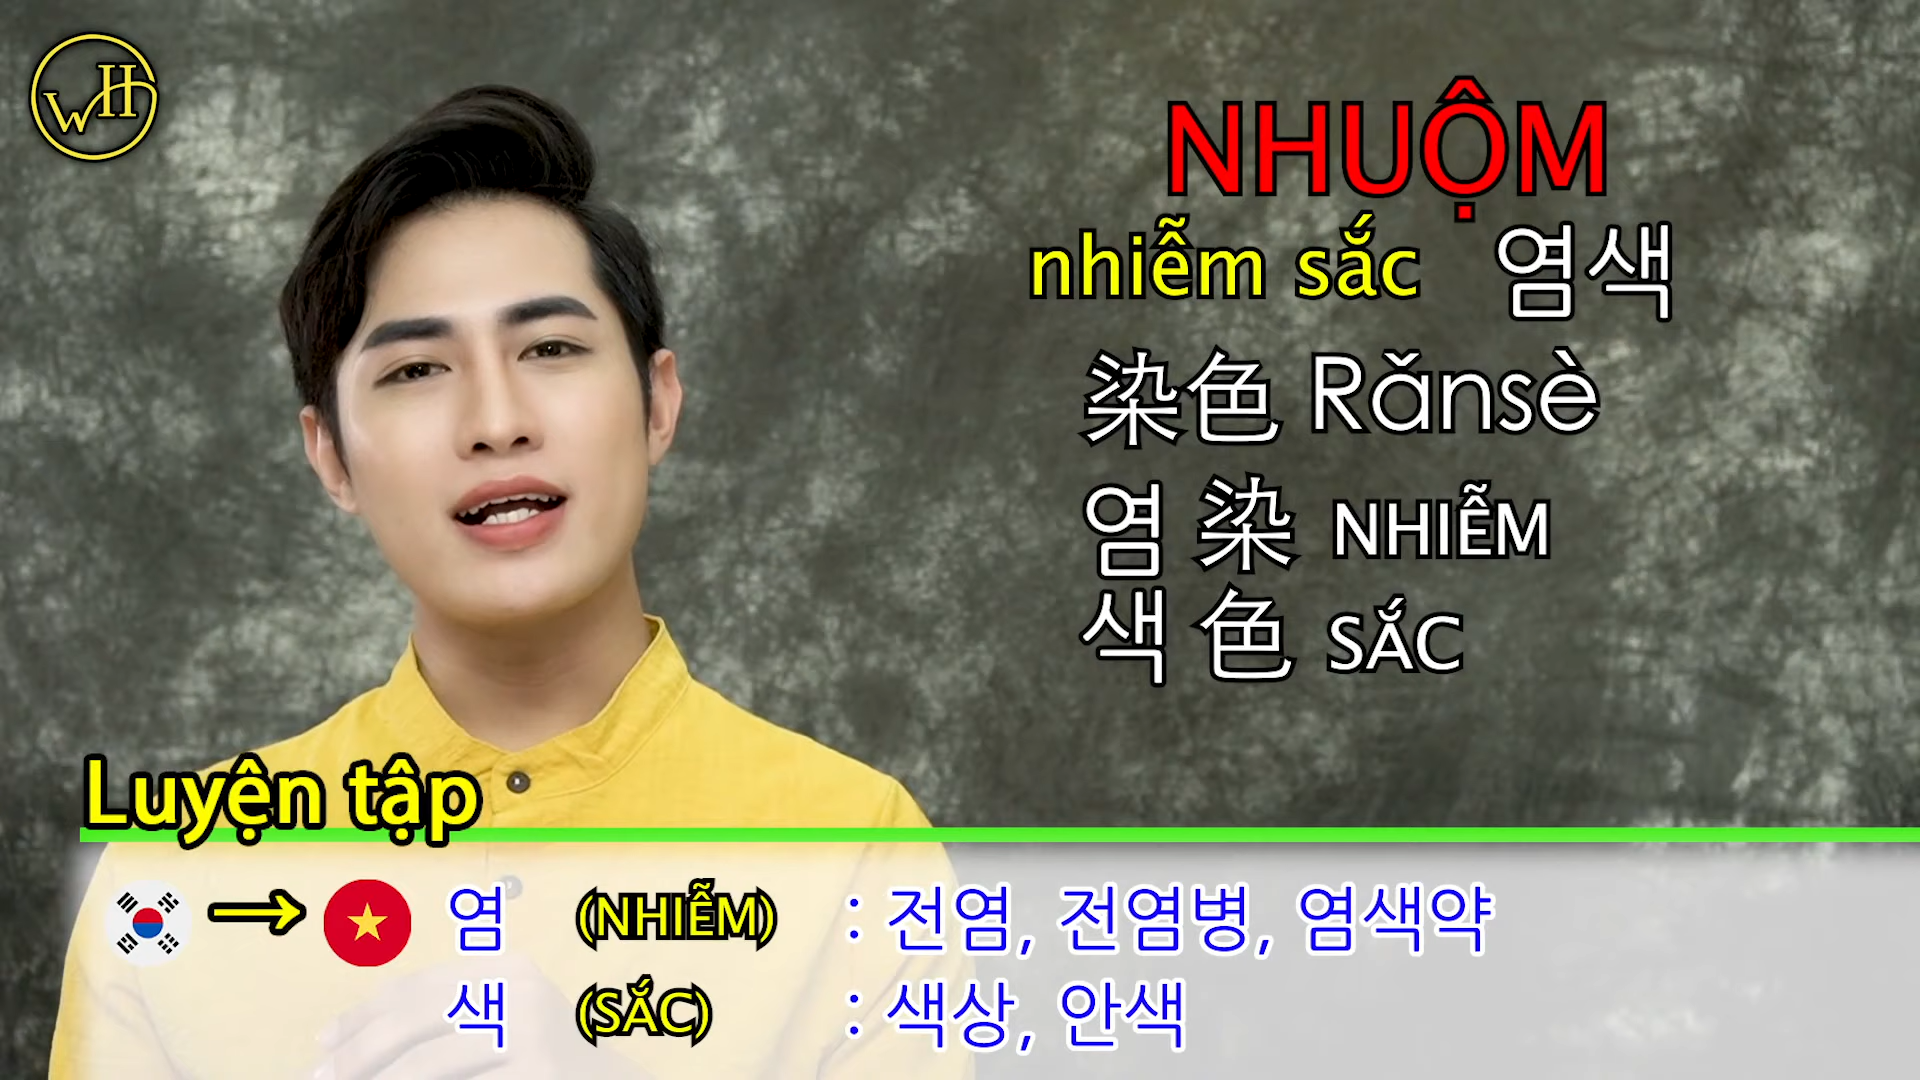 WH
NHUỘM
nhiễm sắc 염색
染色 Rǎnsè
염 染 NHIỄM
색 色 SẮC
Luyện tập
→ 염 (NHIỄM) : 전염, 전염병, 염색약
색 (SẮC) : 색상, 안색